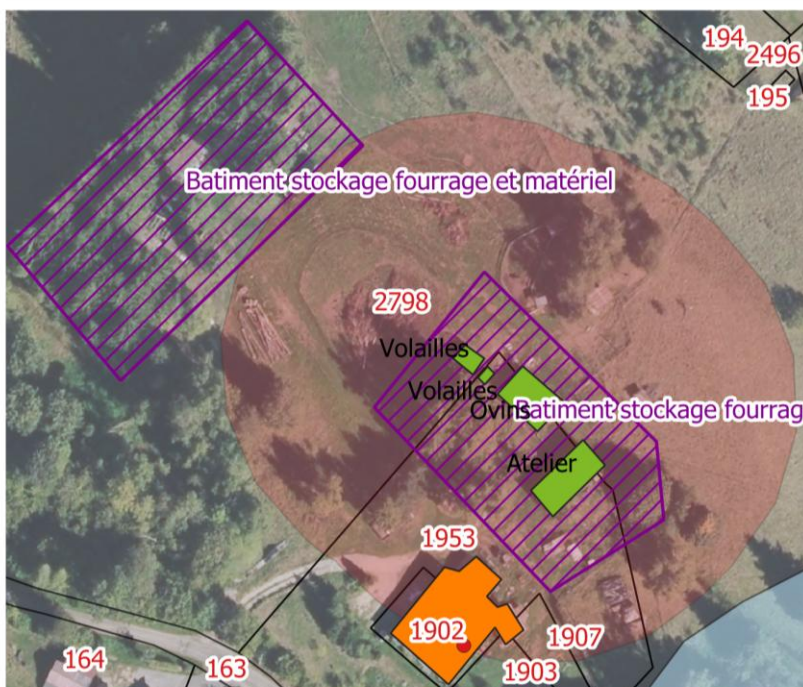 194
2496
195
Batiment stockage fourrage et matériel
2798
Volailles
Volailles
Ovins
Batiment stockage fourrag
Atelier
1953
1902
1907
1903
164
163